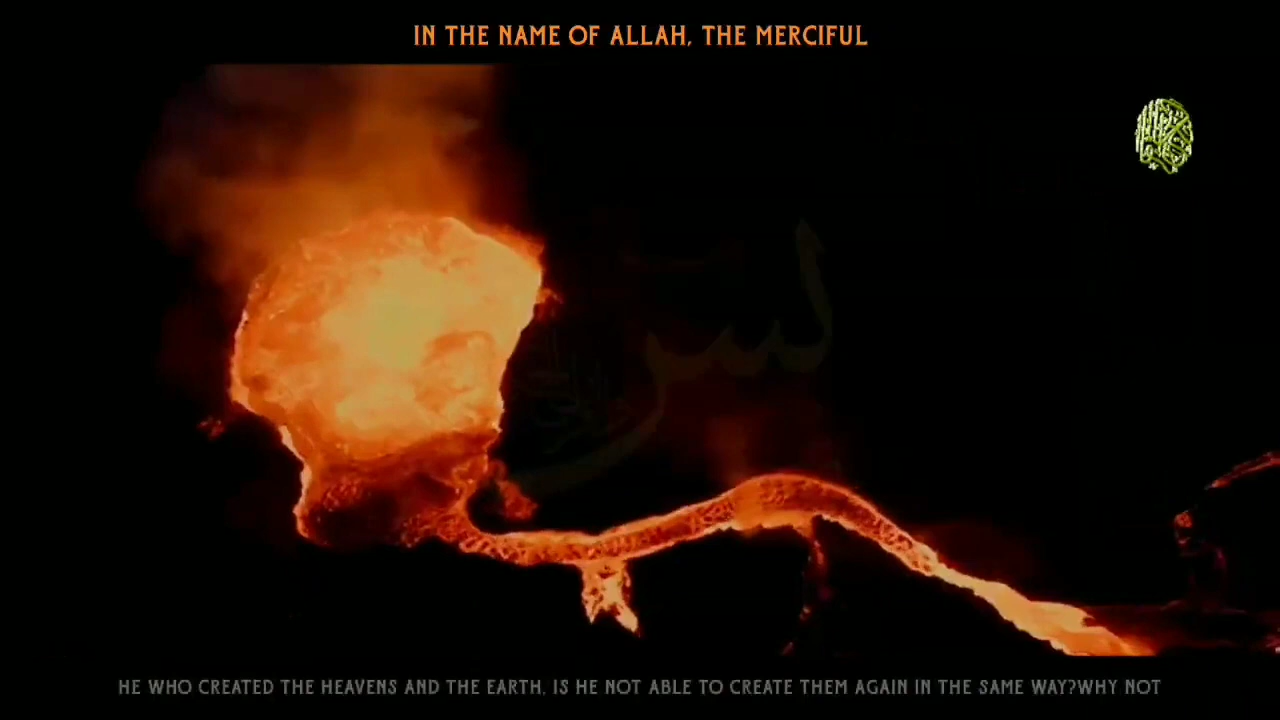 IN THE NAME OF ALLAH, THE MERCIFUL
يس
HE WHO CREATED THE HEAVENS AND THE EARTH, IS HE NOT ABLE TO CREATE THEM AGAIN IN THE SAME WAY?WHY NOT